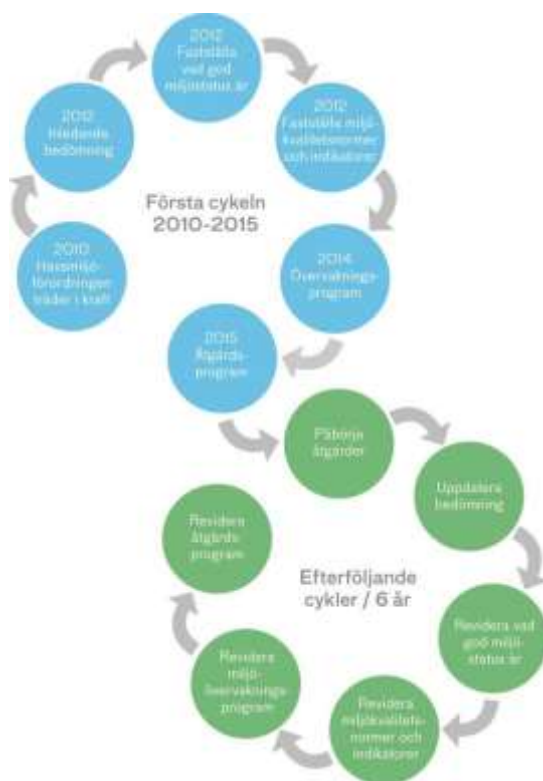 2010
Havsmiljö-
förordningen
träder i kraft
2012
Inledande
bedömning
2012
Fastställa
vad god
miljöstatus är
2012
Fastställa miljö-
kvalitetsnormer
och indikatorer
Första cykeln
2010-2015
2014
Övervaknings-
program
2015
Åtgärds-
program
Påbörja
åtgärder
Uppdatera
bedömning
Revidera vad
god miljö-
status är
Revidera
miljökvalitets-
normer och
indikatorer
Revidera
miljö-
övervaknings-
program
Revidera
åtgärds-
program
Efterföljande
cykler / 6 år